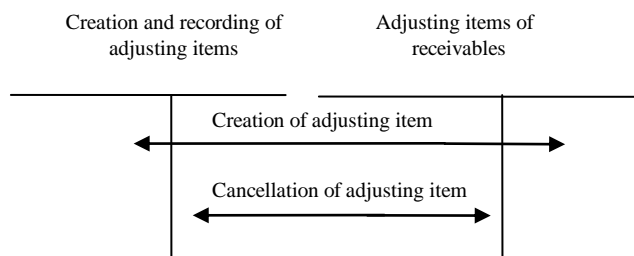 Creation and recording of
adjusting items
Adjusting items of
receivables
Creation of adjusting item
Cancellation of adjusting item